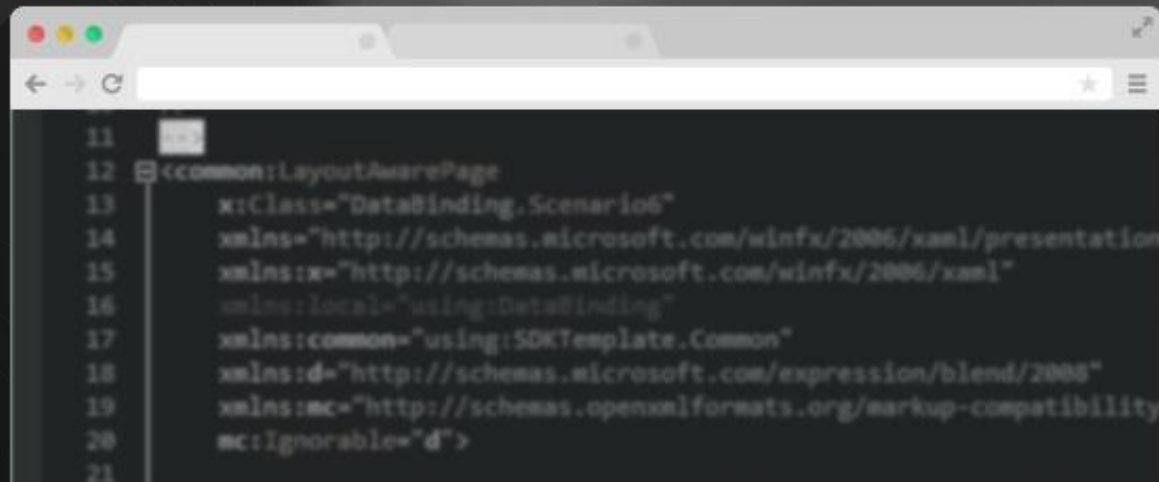 11 -->
12 <common:LayoutAwarePage
13 x:Class="DataBinding.Scenario6"
14 xmlns="http://schemas.microsoft.com/winfx/2006/xaml/presentation
15 xmlns:x="http://schemas.microsoft.com/winfx/2006/xaml"
16 xmlns:local="using:DataBinding"
17 xmlns:common="using:SDKTemplate.Common"
18 xmlns:d="http://schemas.microsoft.com/expression/blend/2008"
19 xmlns:mc="http://schemas.openxmlformats.org/markup-compatibility
20 mc:Ignorable="d">
21